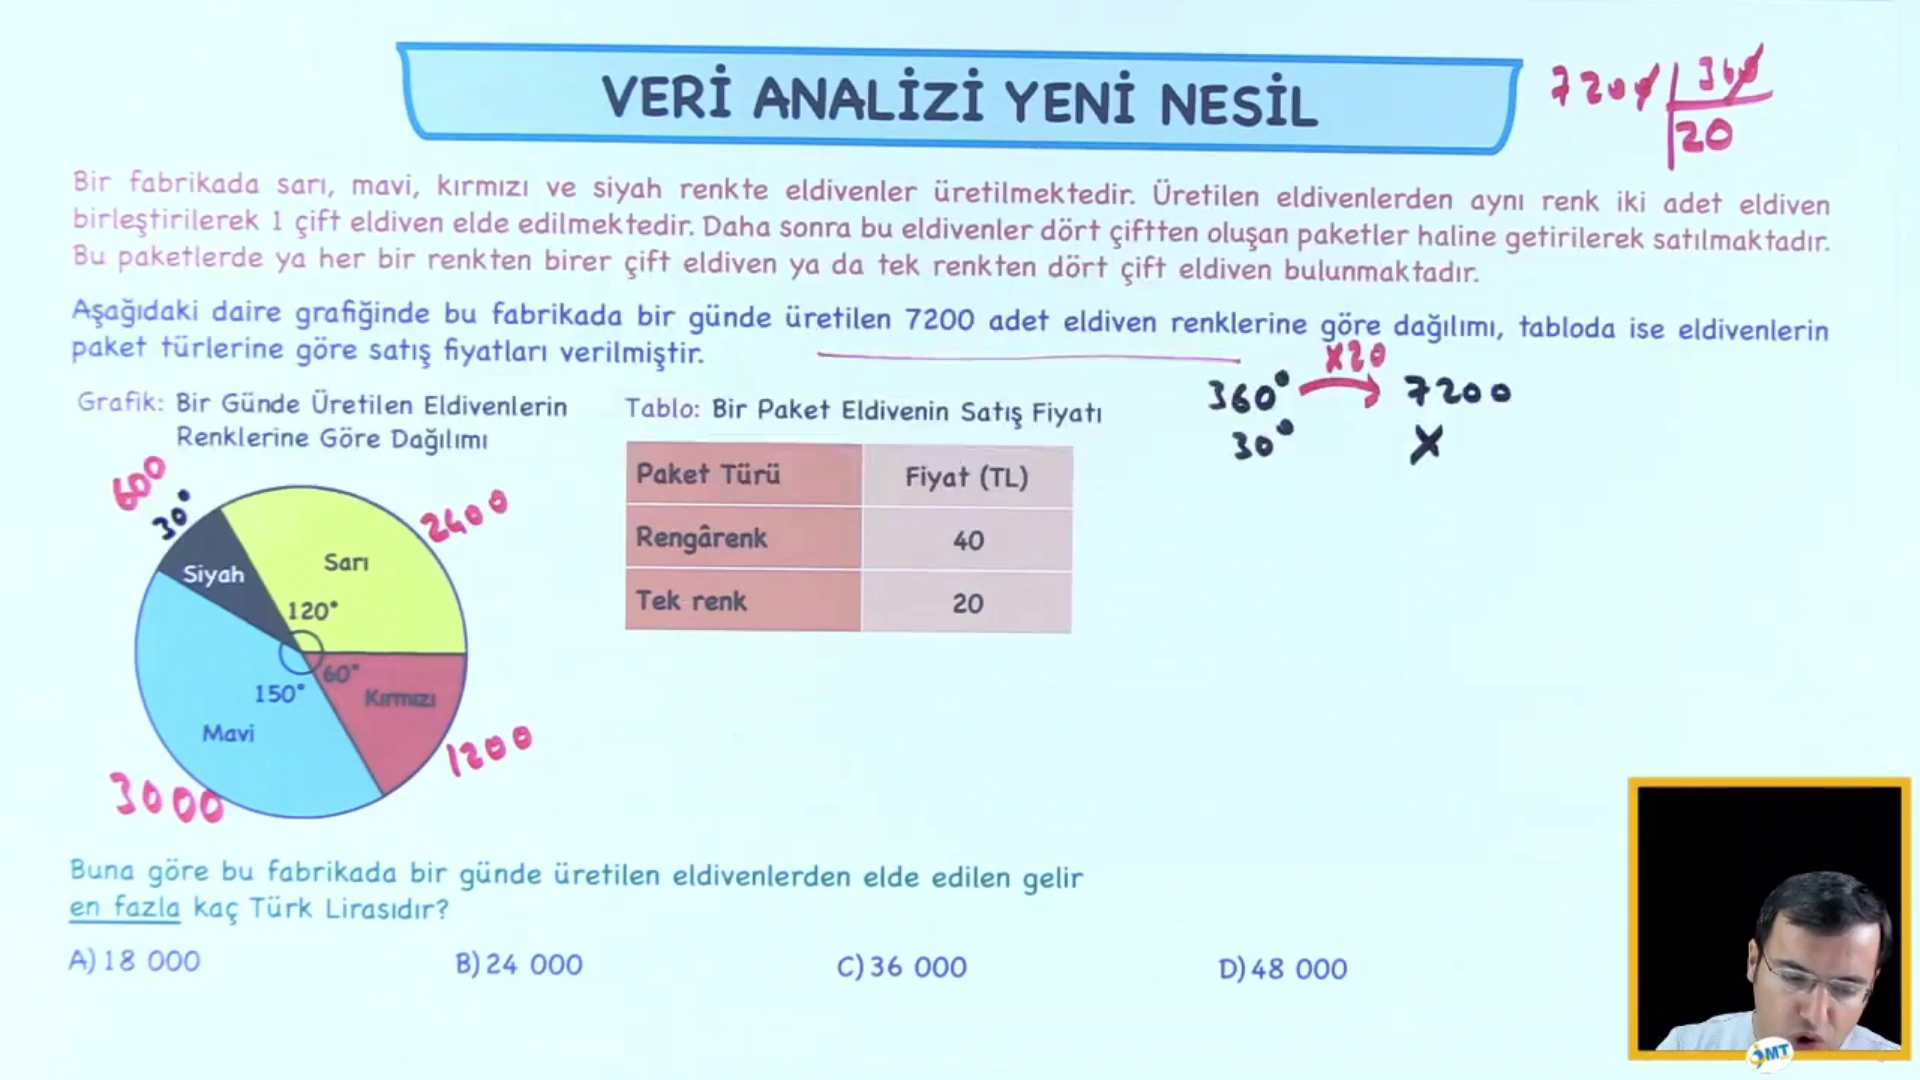 VERİ ANALİZİ YENİ NESİL
7200 360
20
Bir fabrikada sarı, mavi, kırmızı ve siyah renkte eldivenler üretilmektedir. Üretilen eldivenlerden aynı renk iki adet eldiven
birleştirilerek 1 çift eldiven elde edilmektedir. Daha sonra bu eldivenler dört çiftten oluşan paketler haline getirilerek satılmaktadır.
Bu paketlerde ya her bir renkten birer çift eldiven ya da tek renkten dört çift eldiven bulunmaktadır.
Aşağıdaki daire grafiğinde bu fabrikada bir günde üretilen 7200 adet eldiven renklerine göre dağılımı, tabloda ise eldivenlerin
paket türlerine göre satış fiyatları verilmiştir.
x20
360° 7200
30° x
Grafik: Bir Günde Üretilen Eldivenlerin
Renklerine Göre Dağılımı
600
30°
2400
Siyah
Sarı
120°
60°
150°
Kırmızı
Mavi
1200
3000
Tablo: Bir Paket Eldivenin Satış Fiyatı
Paket Türü Fiyat (TL)
Rengârenk 40
Tek renk 20
Buna göre bu fabrikada bir günde üretilen eldivenlerden elde edilen gelir
en fazla kaç Türk Lirasıdır?
A) 18 000 B) 24 000 C) 36 000 D) 48 000
MT